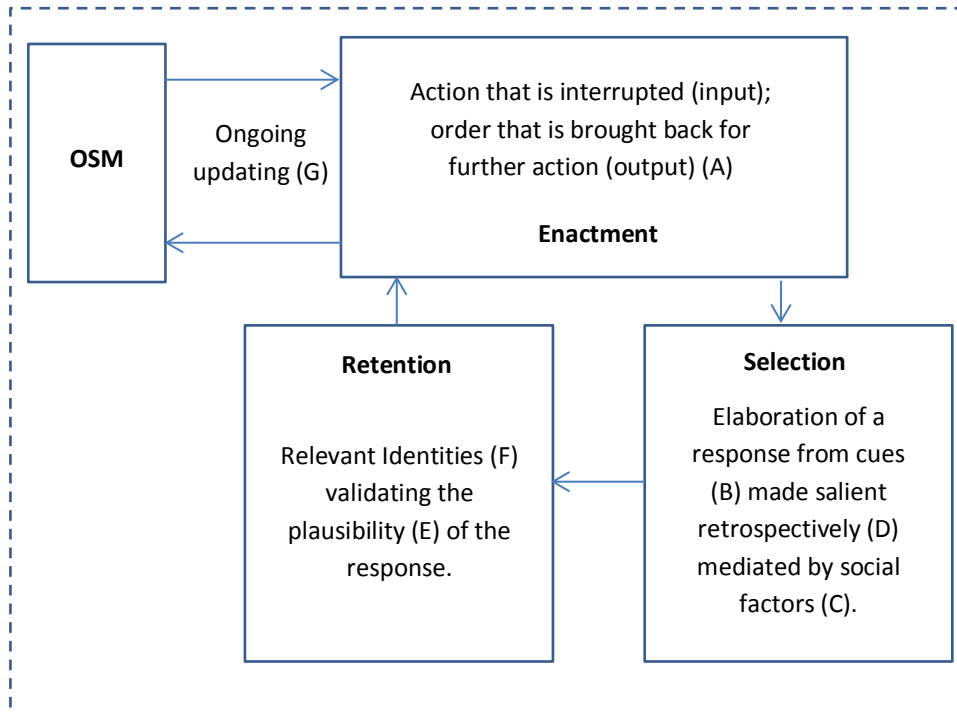 OSM
Ongoing
updating (G)
Action that is interrupted (input);
order that is brought back for
further action (output) (A)
Enactment
Retention
Relevant Identities (F)
validating the
plausibility (E) of the
response.
Selection
Elaboration of a
response from cues
(B) made salient
retrospectively (D)
mediated by social
factors (C).